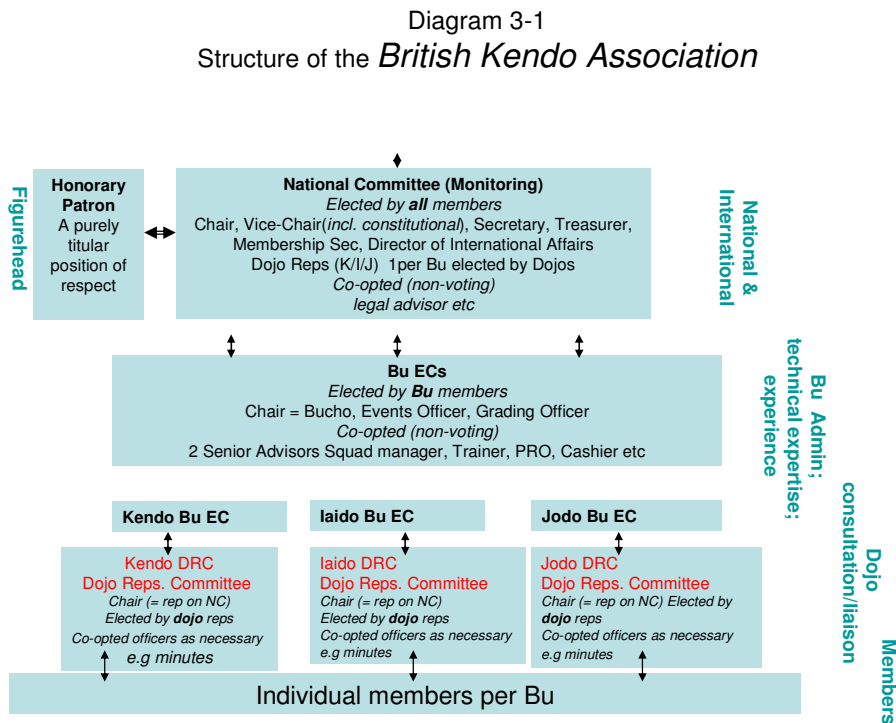 Diagram 3-1
Structure of the British Kendo Association
Figurehead
Honorary
Patron
A purely
titular
position of
respect
National Committee (Monitoring)
Elected by all members
Chair, Vice-Chair(incl. constitutional), Secretary, Treasurer,
Membership Sec, Director of International Affairs
Dojo Reps (K/I/J) 1per Bu elected by Dojos
Co-opted (non-voting)
legal advisor etc
National &
International
Bu ECs
Elected by Bu members
Chair = Bucho, Events Officer, Grading Officer
Co-opted (non-voting)
2 Senior Advisors Squad manager, Trainer, PRO, Cashier etc
Bu Admin;
technical expertise;
experience
Kendo Bu EC
Iaido Bu EC
Jodo Bu EC
Kendo DRC
Dojo Reps. Committee
Chair (= rep on NC)
Elected by dojo reps
Co-opted officers as necessary
e.g minutes
Iaido DRC
Dojo Reps. Committee
Chair (= rep on NC)
Elected by dojo reps
Co-opted officers as necessary
e.g minutes
Jodo DRC
Dojo Reps. Committee
Chair (= rep on NC) Elected by
dojo reps
Co-opted officers as necessary
e.g minutes
Dojo
consultation/liaison
Individual members per Bu
Members